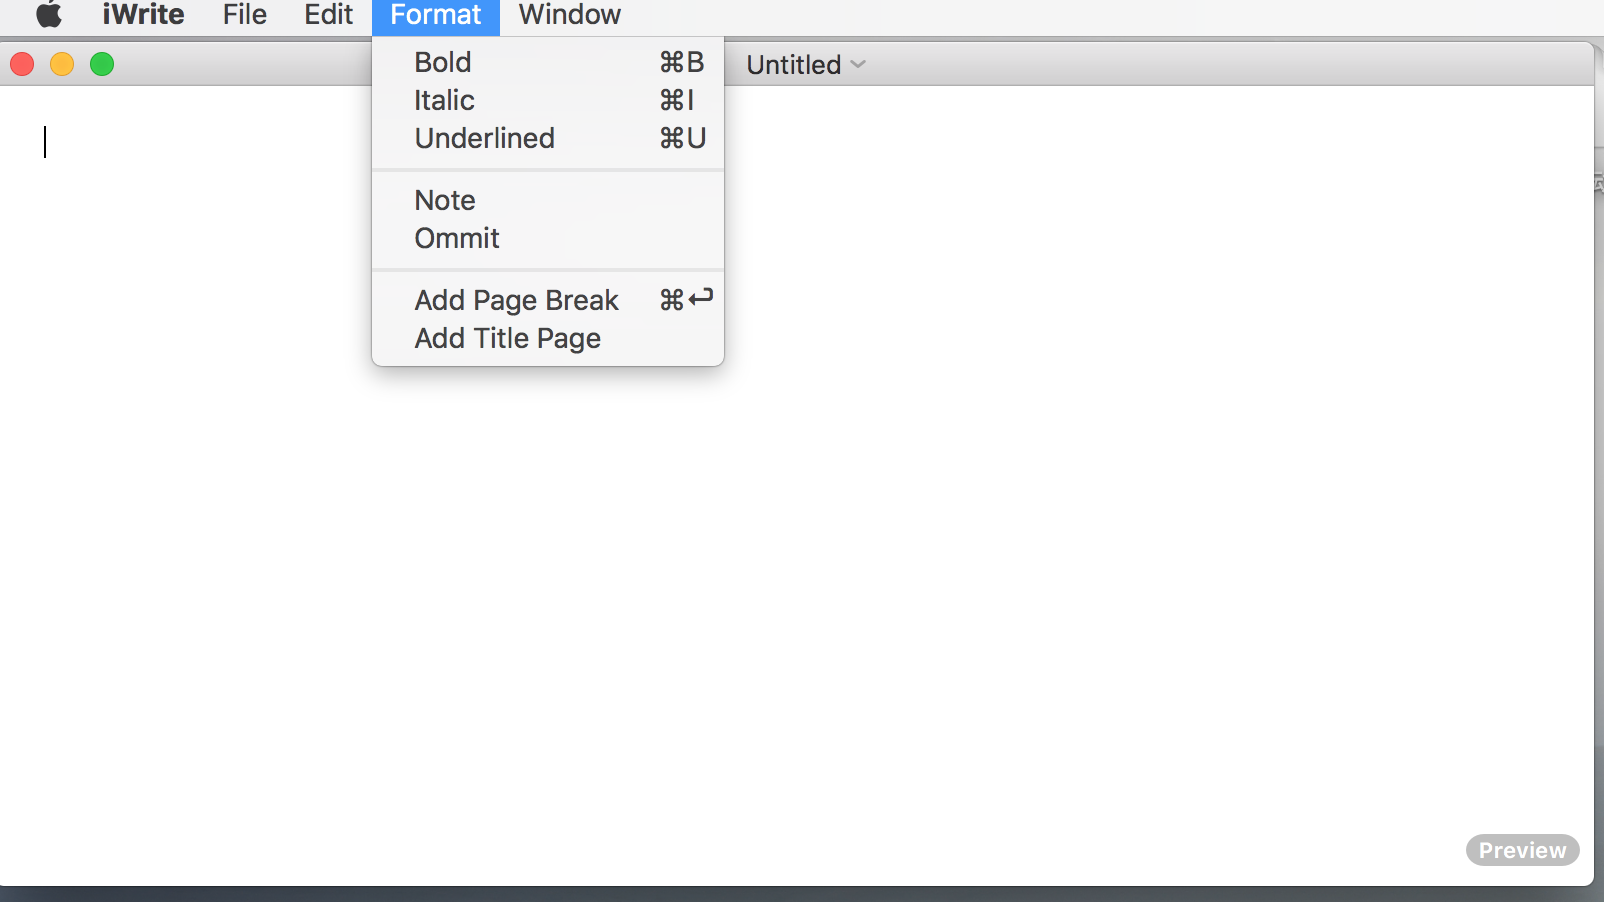 iWrite File Edit Format Window
Untitled
Bold ⌘B
Italic ⌘I
Underlined ⌘U
Note
Ommit
Add Page Break ⌘↩
Add Title Page
Preview